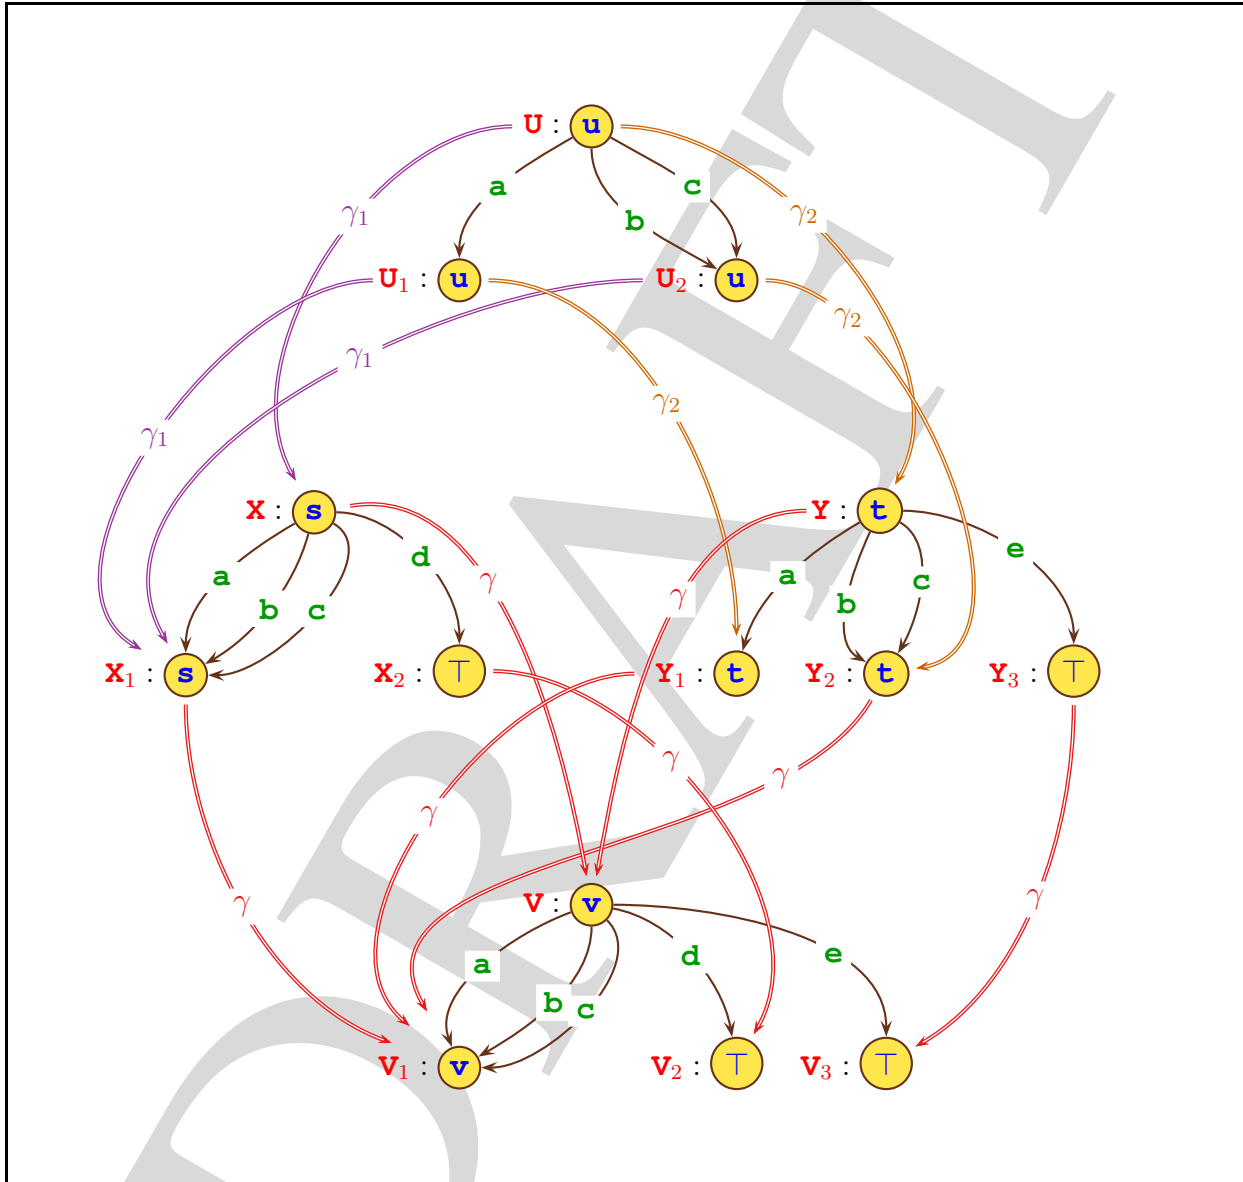 U : u
a
c
b
γ₁
γ₂
U₁ : u
U₂ : u
γ₂
γ₁
γ₂
γ₁
X : s
Y : t
a
b
c
d
γ
γ
a
b
c
e
X₁ : s
X₂ : ⊤
Y₁ : t
Y₂ : t
Y₃ : ⊤
γ
γ
γ
γ
γ
V : v
a
b
c
d
e
V₁ : v
V₂ : ⊤
V₃ : ⊤
DRAFT